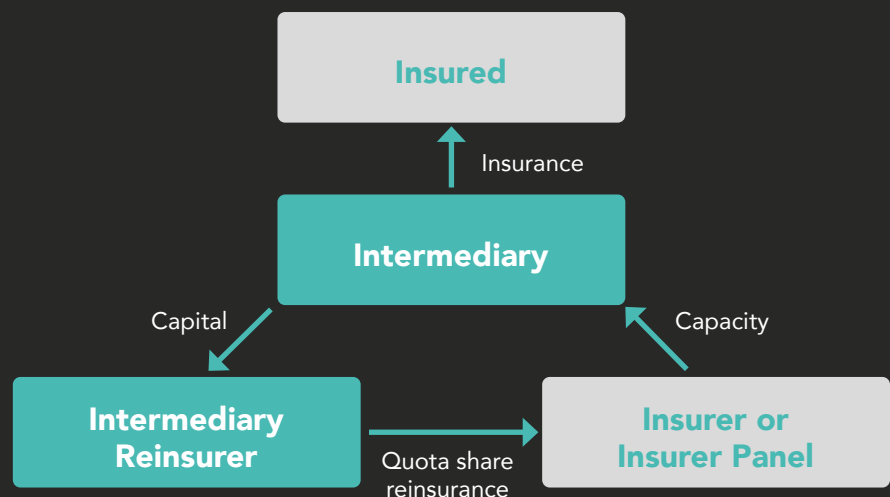 Insured
Insurance
Intermediary
Capital
Capacity
Intermediary
Reinsurer
Quota share
reinsurance
Insurer or
Insurer Panel